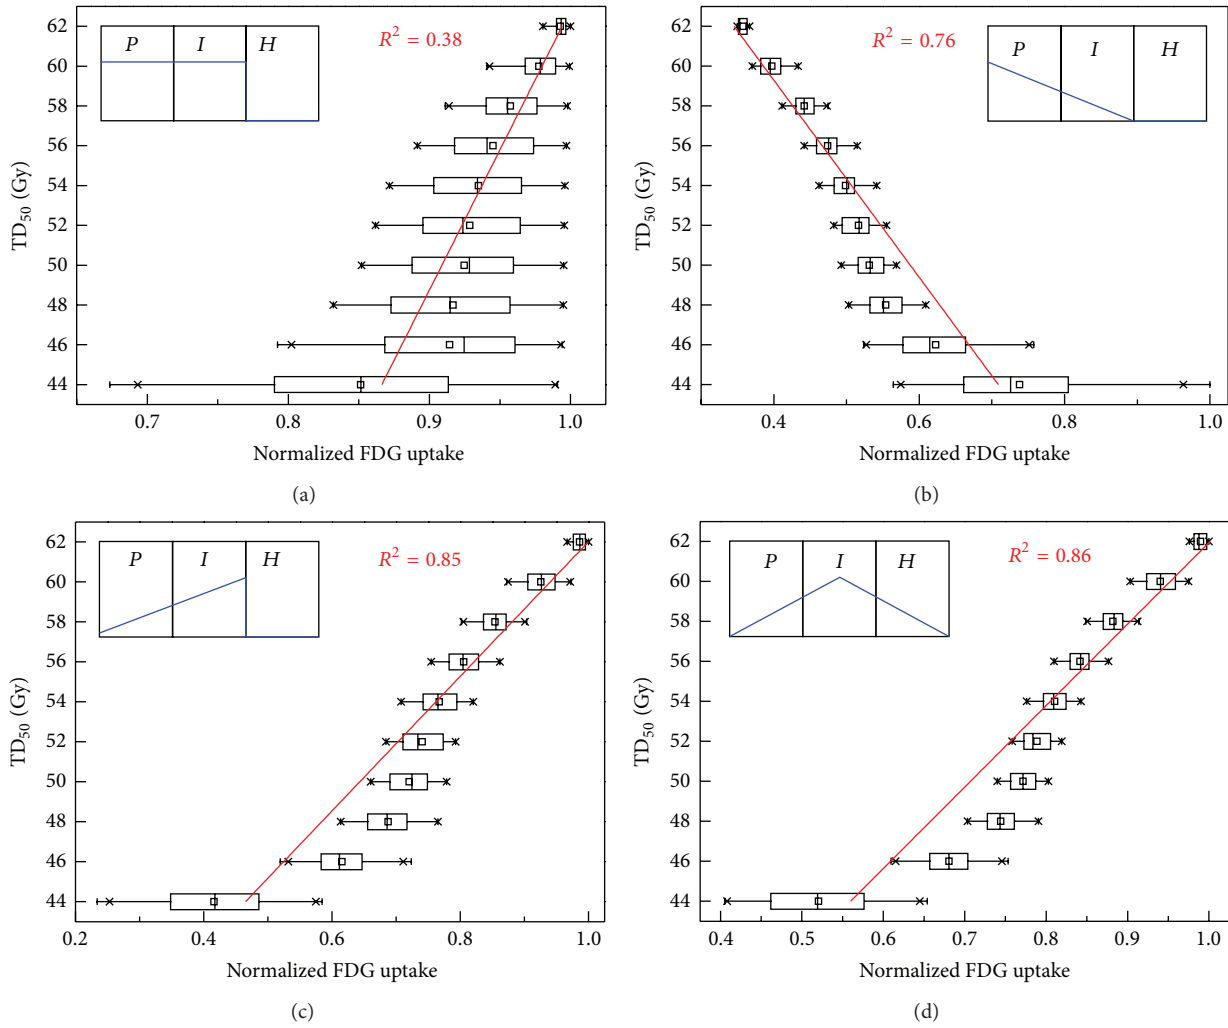 62
60
58
56
54
52
50
48
46
44
TD50 (Gy)
P I H
R2 = 0.38
0.7 0.8 0.9 1.0
Normalized FDG uptake
(a)
62
60
58
56
54
52
50
48
46
44
TD50 (Gy)
R2 = 0.76
P I H
0.4 0.6 0.8 1.0
Normalized FDG uptake
(b)
62
60
58
56
54
52
50
48
46
44
TD50 (Gy)
P I H
R2 = 0.85
0.2 0.4 0.6 0.8 1.0
Normalized FDG uptake
(c)
62
60
58
56
54
52
50
48
46
44
TD50 (Gy)
P I H
R2 = 0.86
0.4 0.5 0.6 0.7 0.8 0.9 1.0
Normalized FDG uptake
(d)